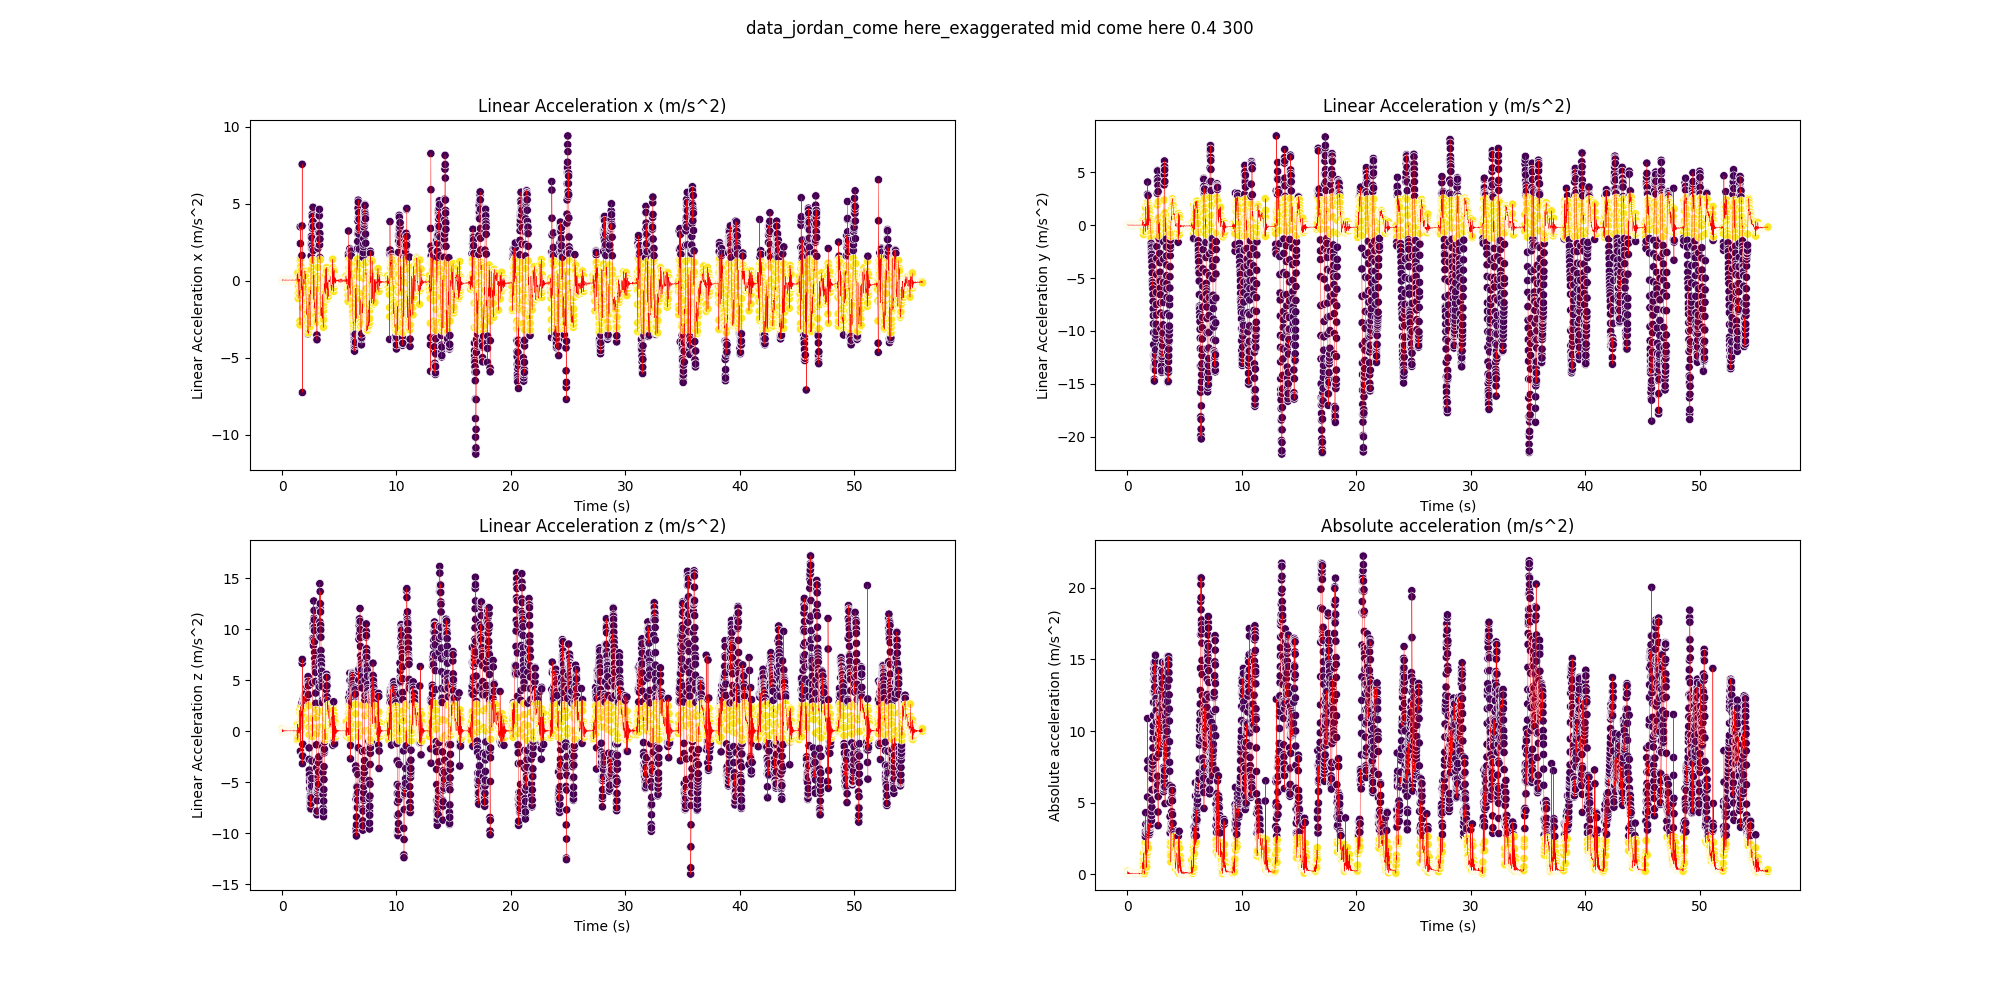 data_jordan_come here_exaggerated mid come here 0.4 300
Linear Acceleration x (m/s^2)
Linear Acceleration x (m/s^2)
10
5
0
−5
−10
0 10 20 30 40 50
Time (s)
Linear Acceleration y (m/s^2)
Linear Acceleration y (m/s^2)
5
0
−5
−10
−15
−20
0 10 20 30 40 50
Time (s)
Linear Acceleration z (m/s^2)
Linear Acceleration z (m/s^2)
15
10
5
0
−5
−10
−15
0 10 20 30 40 50
Time (s)
Absolute acceleration (m/s^2)
Absolute acceleration (m/s^2)
20
15
10
5
0
0 10 20 30 40 50
Time (s)